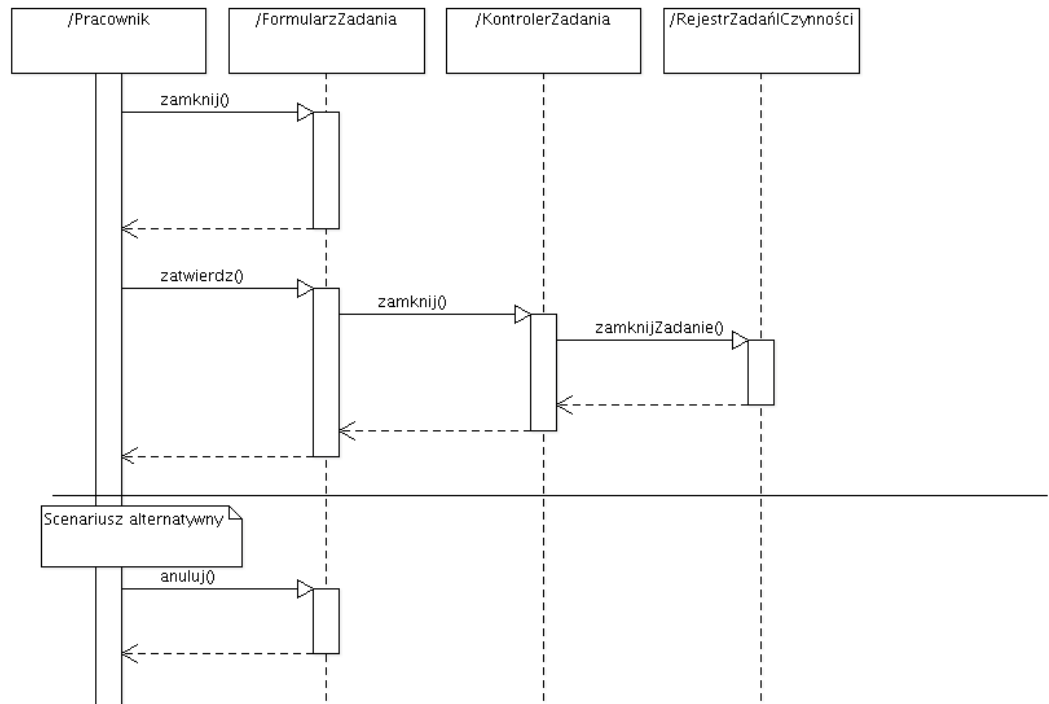 /Pracownik
/FormularzZadania
/KontrolerZadania
/RejestrZadańICzynności
zamknij()
zatwierdz()
zamknij()
zamknijZadanie()
Scenariusz alternatywny
anuluj()